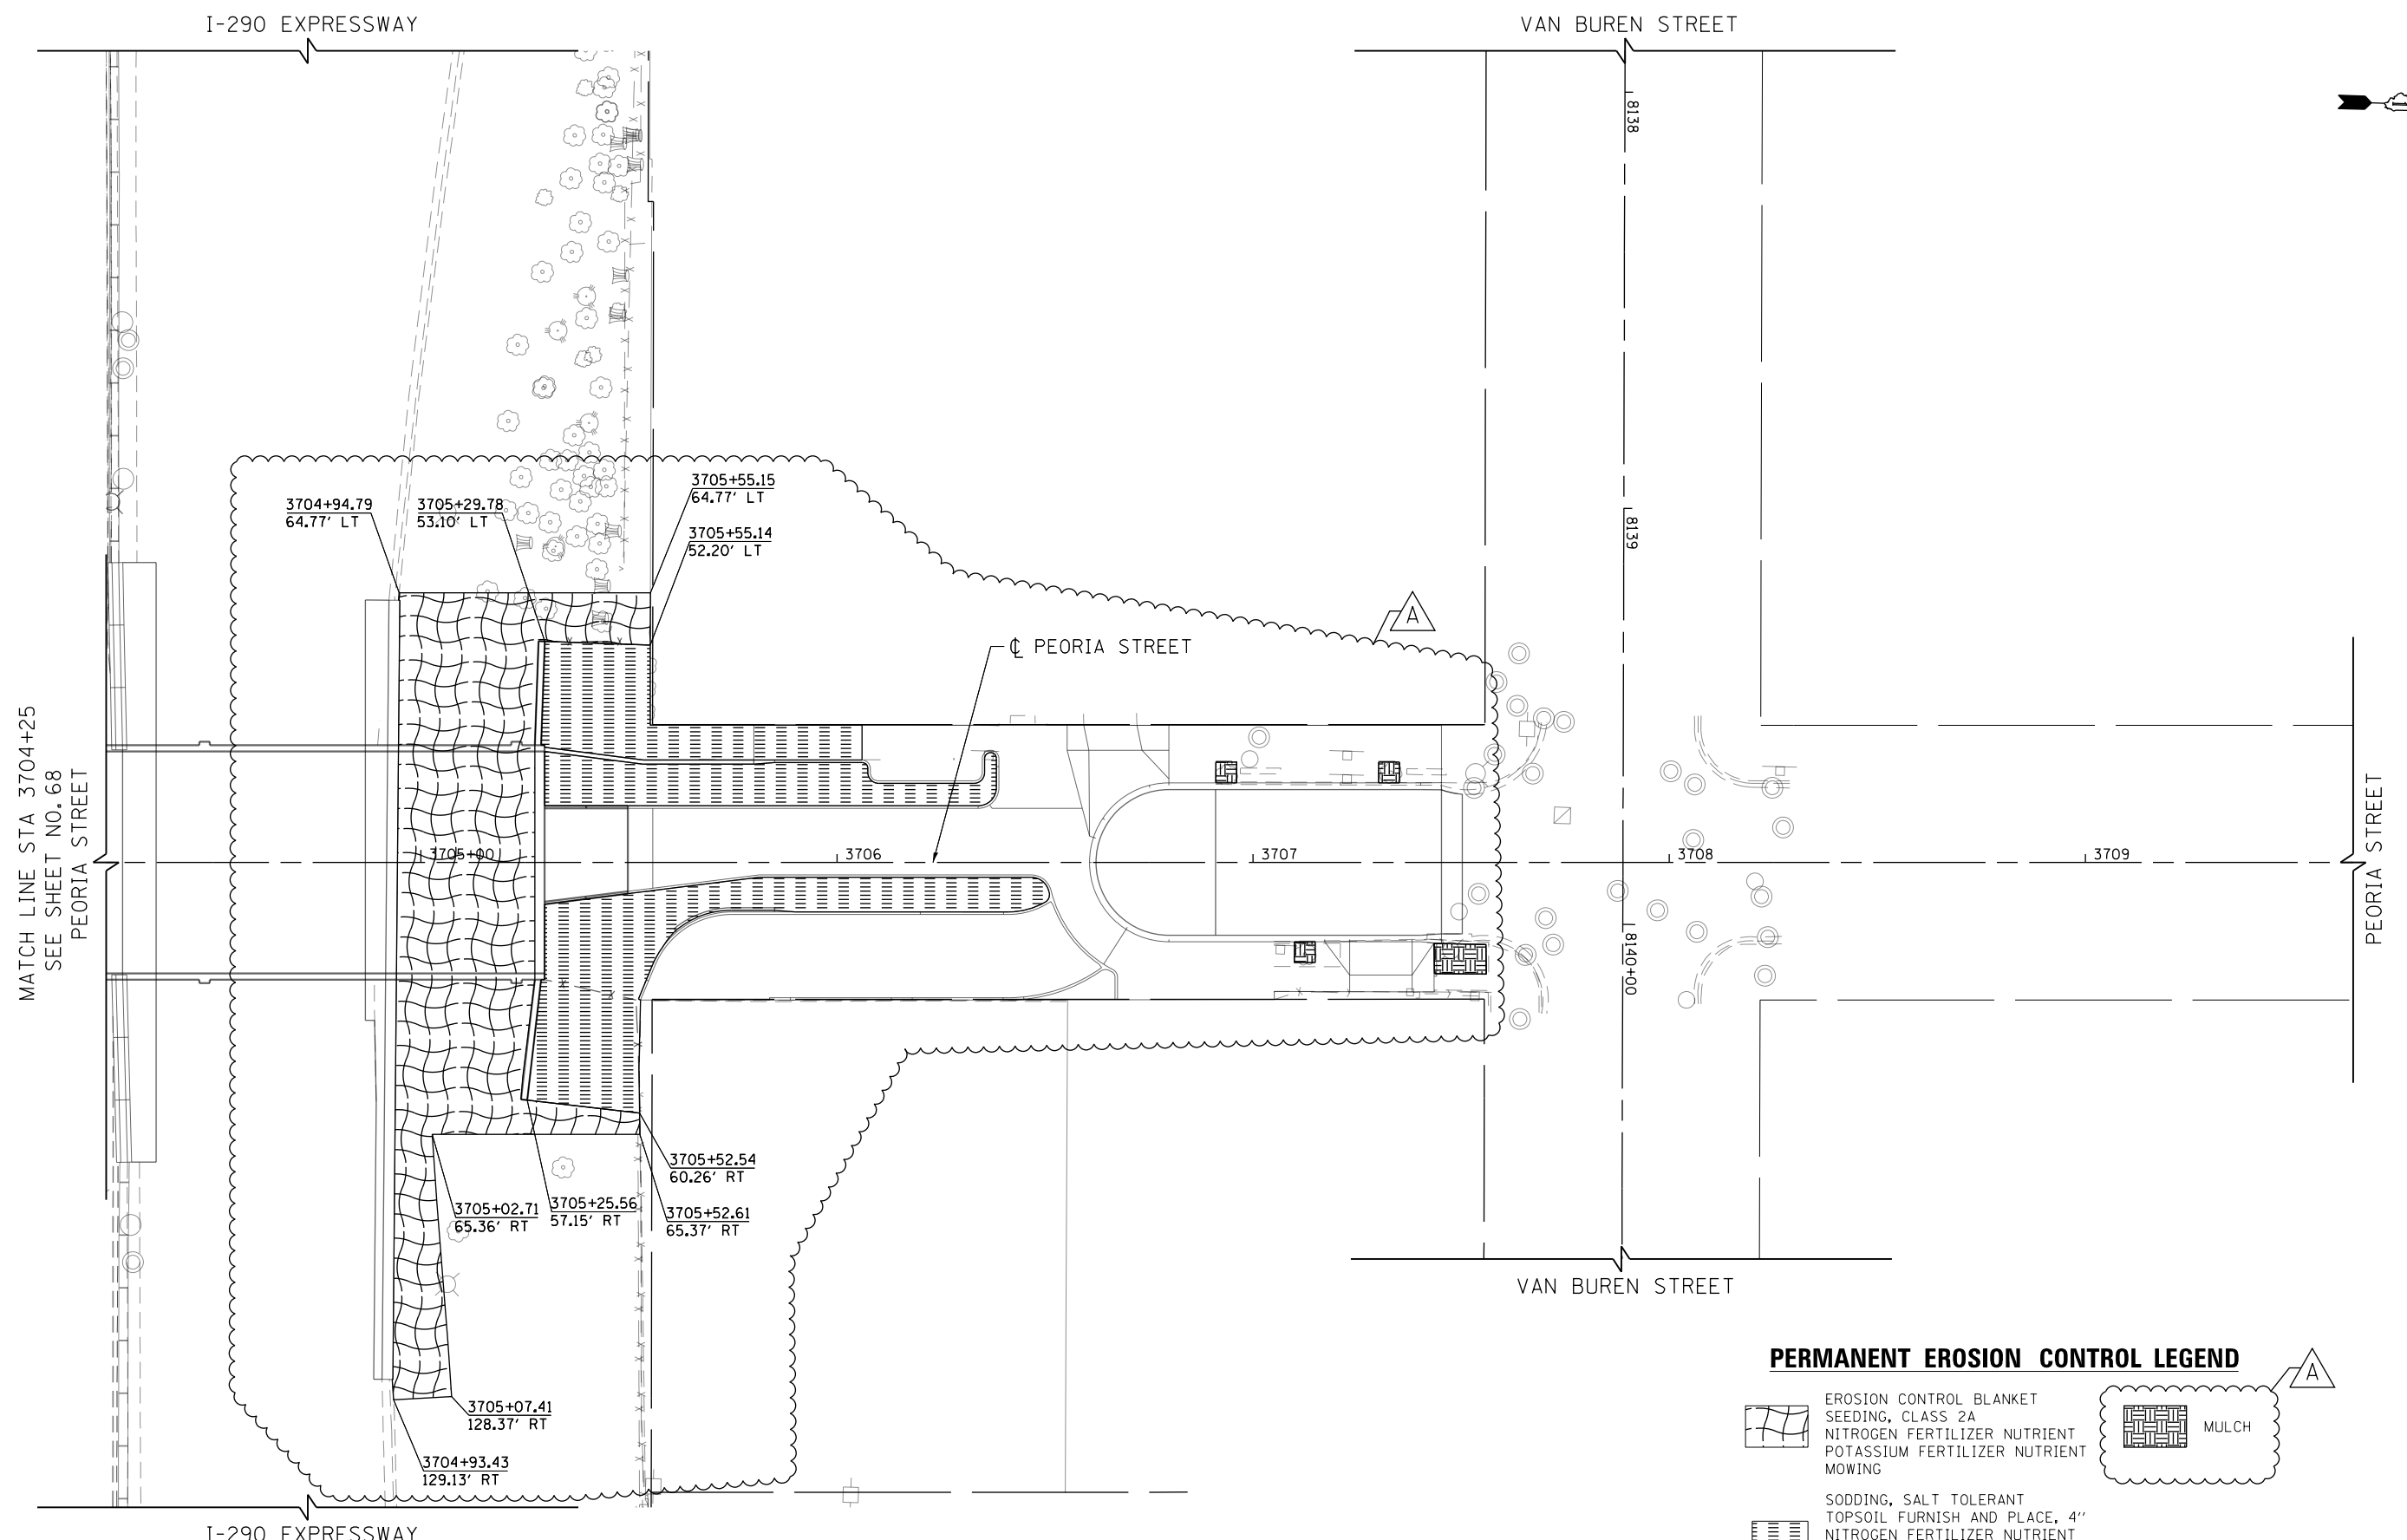 I-290 EXPRESSWAY
VAN BUREN STREET
8138
3705+55.15
64.77' LT
3704+94.79
64.77' LT
3705+29.78
53.10' LT
3705+55.14
52.20' LT
8139
A
℄ PEORIA STREET
MATCH LINE STA 3704+25
SEE SHEET NO. 68
PEORIA STREET
3705+00
3706
3707
3708
3709
PEORIA STREET
8140+00
3705+52.54
60.26' RT
3705+02.71
65.36' RT
3705+25.56
57.15' RT
3705+52.61
65.37' RT
VAN BUREN STREET
3705+07.41
128.37' RT
3704+93.43
129.13' RT
I-290 EXPRESSWAY
PERMANENT EROSION CONTROL LEGEND
A
EROSION CONTROL BLANKET
SEEDING, CLASS 2A
NITROGEN FERTILIZER NUTRIENT
POTASSIUM FERTILIZER NUTRIENT
MOWING
MULCH
SODDING, SALT TOLERANT
TOPSOIL FURNISH AND PLACE, 4"
NITROGEN FERTILIZER NUTRIENT